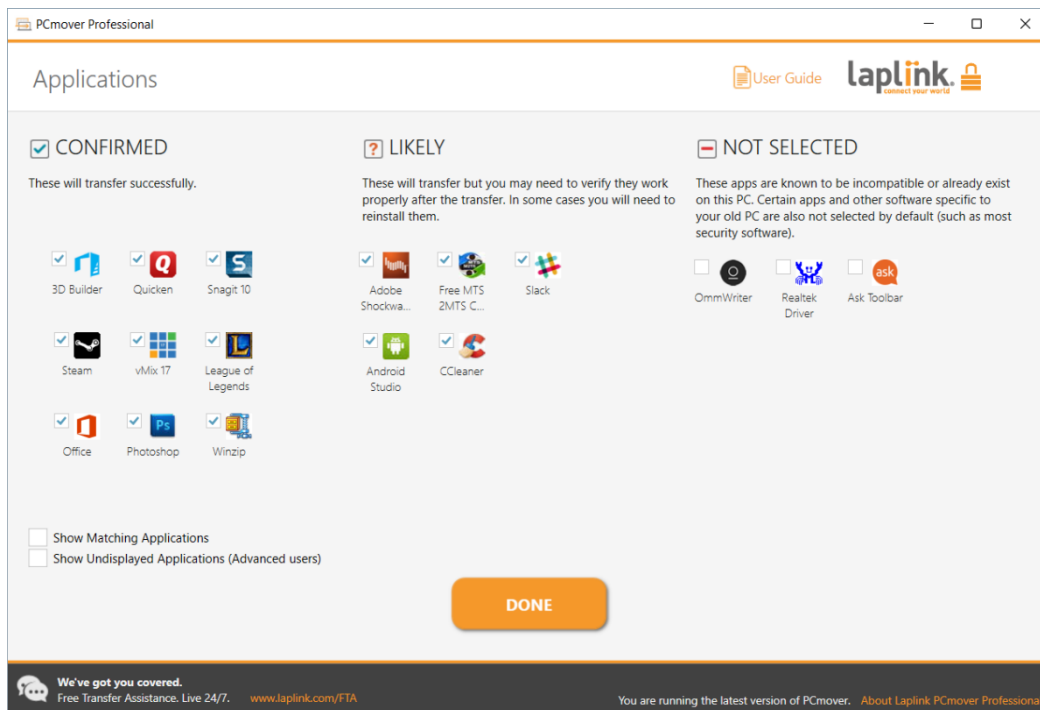 PCmover Professional
Applications
User Guide
laplink.
connect your world
CONFIRMED
These will transfer successfully.
3D Builder
Quicken
Snagit 10
Steam
vMix 17
League of
Legends
Office
Ps
Photoshop
Winzip
? LIKELY
These will transfer but you may need to verify they work
properly after the transfer. In some cases you will need to
reinstall them.
Adobe
Shockwa...
Free MTS
2MTS C...
Slack
Android
Studio
CCleaner
NOT SELECTED
These apps are known to be incompatible or already exist
on this PC. Certain apps and other software specific to
your old PC are also not selected by default (such as most
security software).
OmmWriter
Realtek
Driver
ask
Ask Toolbar
Show Matching Applications
Show Undisplayed Applications (Advanced users)
DONE
We've got you covered.
Free Transfer Assistance. Live 24/7. www.laplink.com/FTA
You are running the latest version of PCmover. About Laplink PCmover Professional